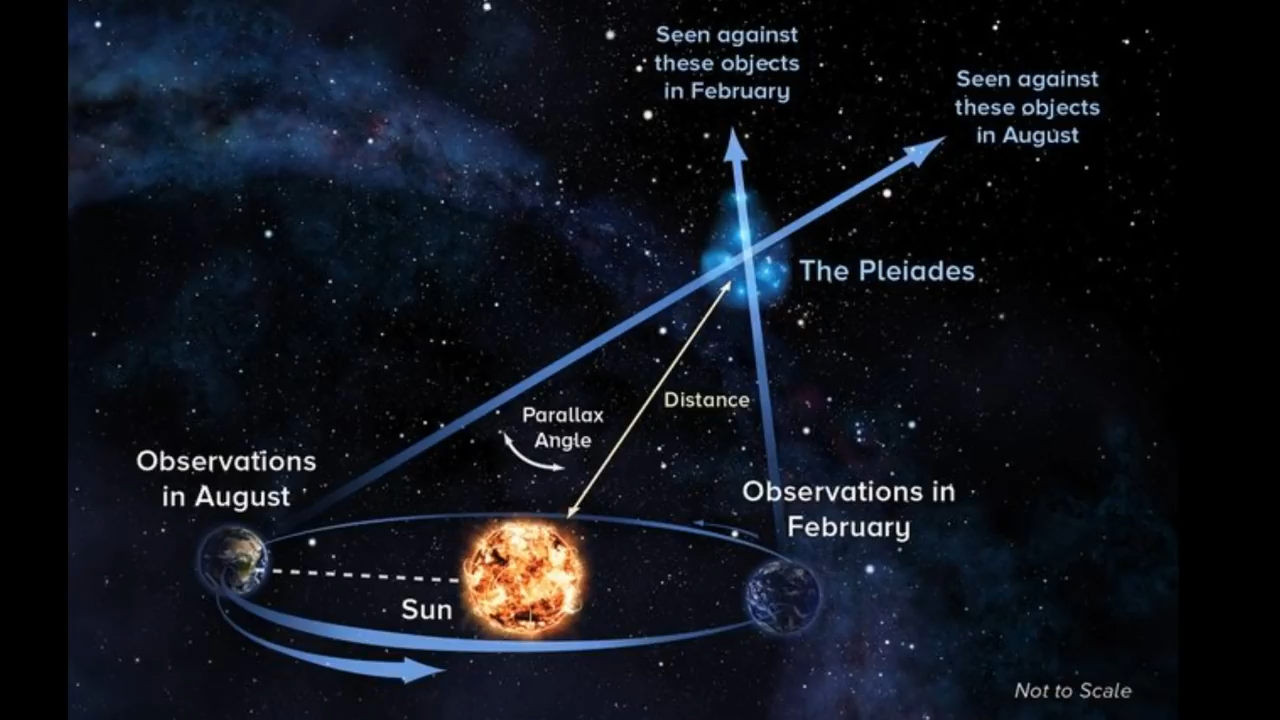 Seen against
these objects
in February
Seen against
these objects
in August
The Pleiades
Distance
Parallax
Angle
Observations
in August
Observations in
February
Sun
Not to Scale